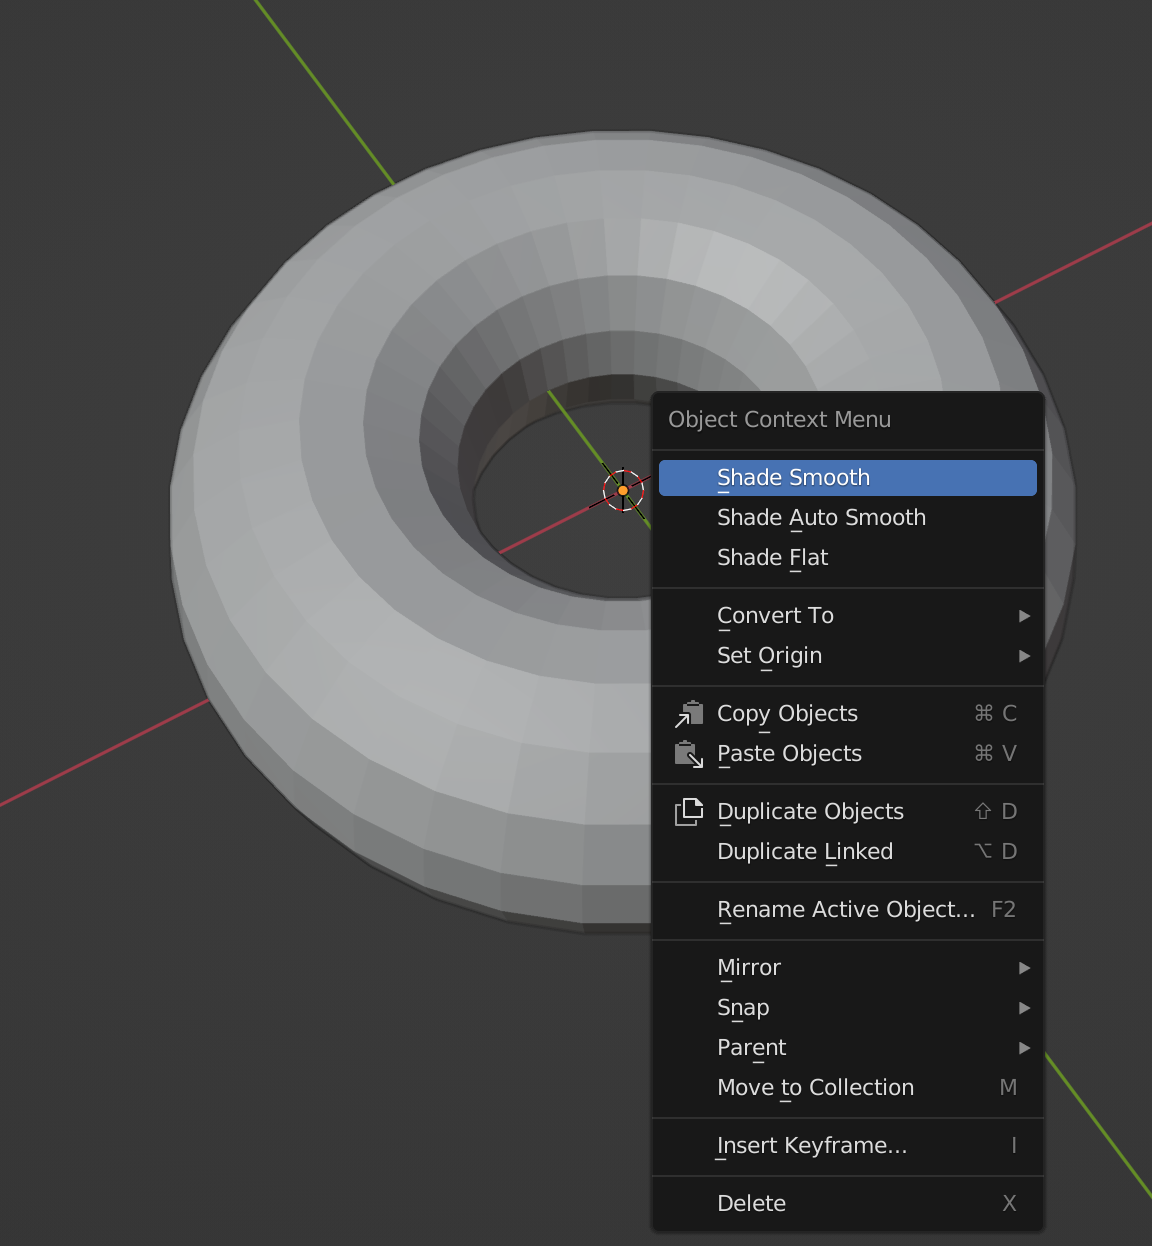 Object Context Menu
Shade Smooth
Shade Auto Smooth
Shade Flat
Convert To
Set Origin
Copy Objects ⌘ C
Paste Objects ⌘ V
Duplicate Objects ⇧ D
Duplicate Linked ⌥ D
Rename Active Object... F2
Mirror
Snap
Parent
Move to Collection M
Insert Keyframe... I
Delete X